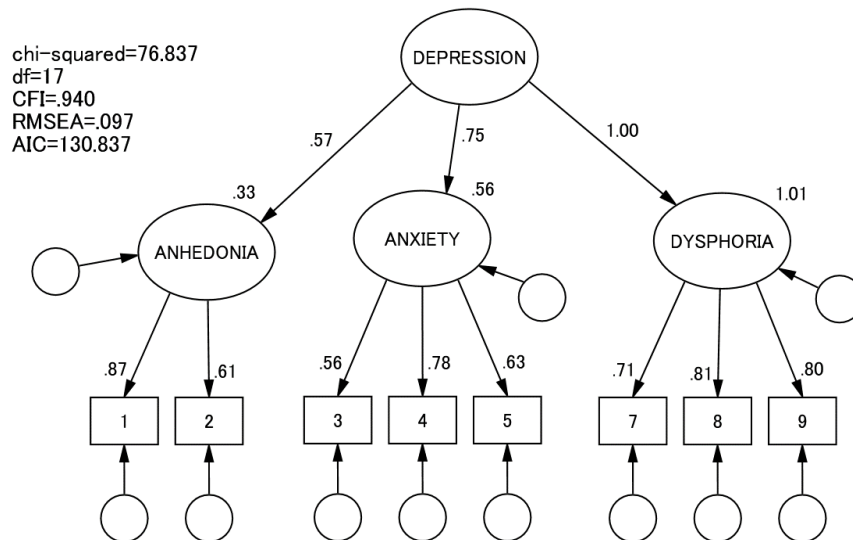 chi-squared=76.837
df=17
CFI=.940
RMSEA=.097
AIC=130.837
DEPRESSION
.57
.75
1.00
.33
.56
1.01
ANHEDONIA
ANXIETY
DYSPHORIA
.87
.61
.56
.78
.63
.71
.81
.80
1
2
3
4
5
7
8
9